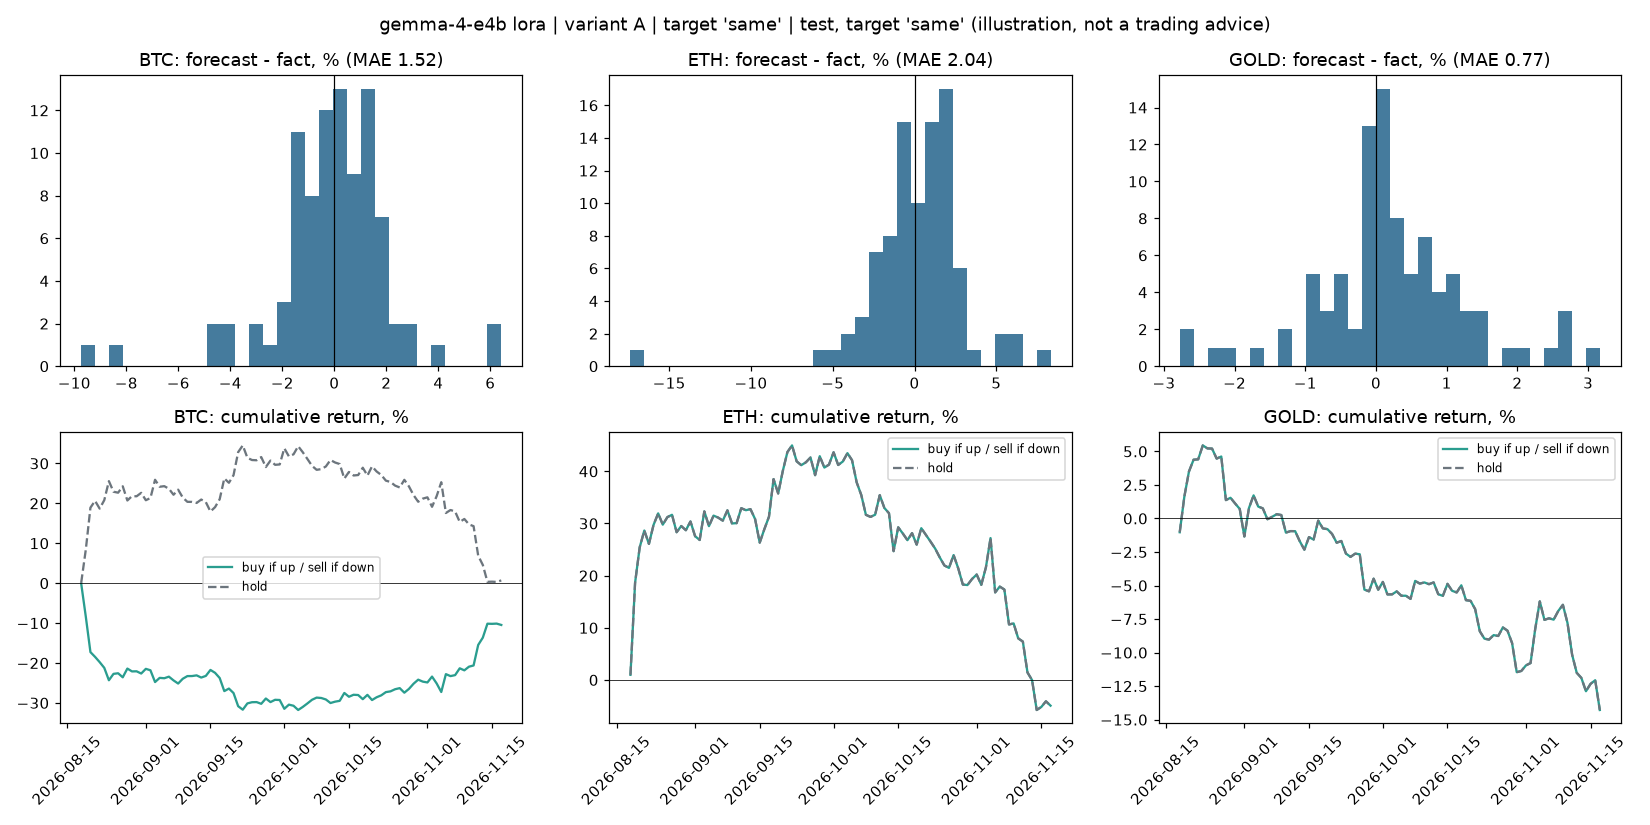 gemma-4-e4b lora | variant A | target 'same' | test, target 'same' (illustration, not a trading advice)
BTC: forecast - fact, % (MAE 1.52)
12
10
8
6
4
2
0
−10 −8 −6 −4 −2 0 2 4 6
ETH: forecast - fact, % (MAE 2.04)
16
14
12
10
8
6
4
2
0
−15 −10 −5 0 5
GOLD: forecast - fact, % (MAE 0.77)
14
12
10
8
6
4
2
0
−3 −2 −1 0 1 2 3
BTC: cumulative return, %
30
20
10
0
−10
−20
−30
buy if up / sell if down
hold
2026-08-15 2026-09-01 2026-09-15 2026-10-01 2026-10-15 2026-11-01 2026-11-15
ETH: cumulative return, %
40
30
20
10
0
buy if up / sell if down
hold
2026-08-15 2026-09-01 2026-09-15 2026-10-01 2026-10-15 2026-11-01 2026-11-15
GOLD: cumulative return, %
5.0
2.5
0.0
−2.5
−5.0
−7.5
−10.0
−12.5
−15.0
buy if up / sell if down
hold
2026-08-15 2026-09-01 2026-09-15 2026-10-01 2026-10-15 2026-11-01 2026-11-15